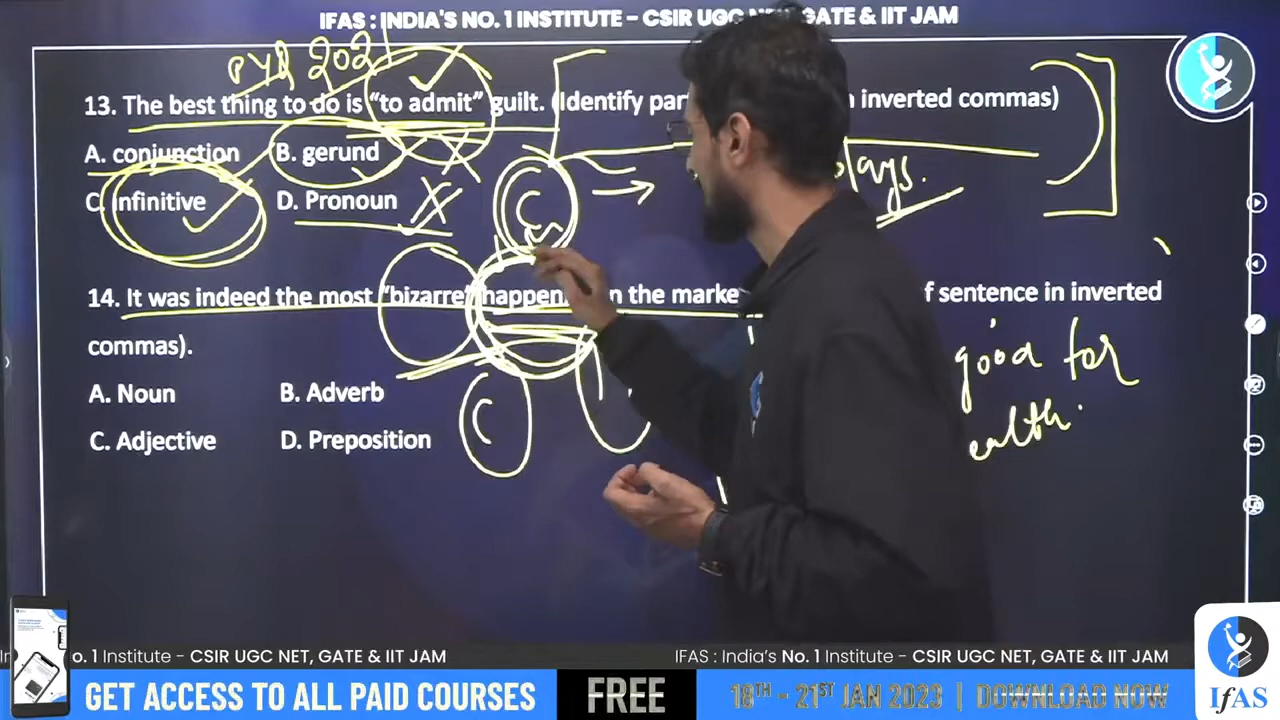 IFAS : INDIA'S NO. 1 INSTITUTE – CSIR UGC NET, GATE & IIT JAM
PYQ 202
13. The best thing to do is “to admit” guilt. (Identify par n inverted commas)
A. conjunction B. gerund
plays.
C. infinitive D. Pronoun
C
14. It was indeed the most “bizarre” happen n the marke f sentence in inverted
commas).
good for
A. Noun B. Adverb
C
ealth.
C. Adjective D. Preposition
o. 1 Institute – CSIR UGC NET, GATE & IIT JAM IFAS : India's No. 1 Institute – CSIR UGC NET, GATE & IIT JAM
GET ACCESS TO ALL PAID COURSES FREE 18TH - 21ST JAN 2023 | DOWNLOAD NOW
IfAS